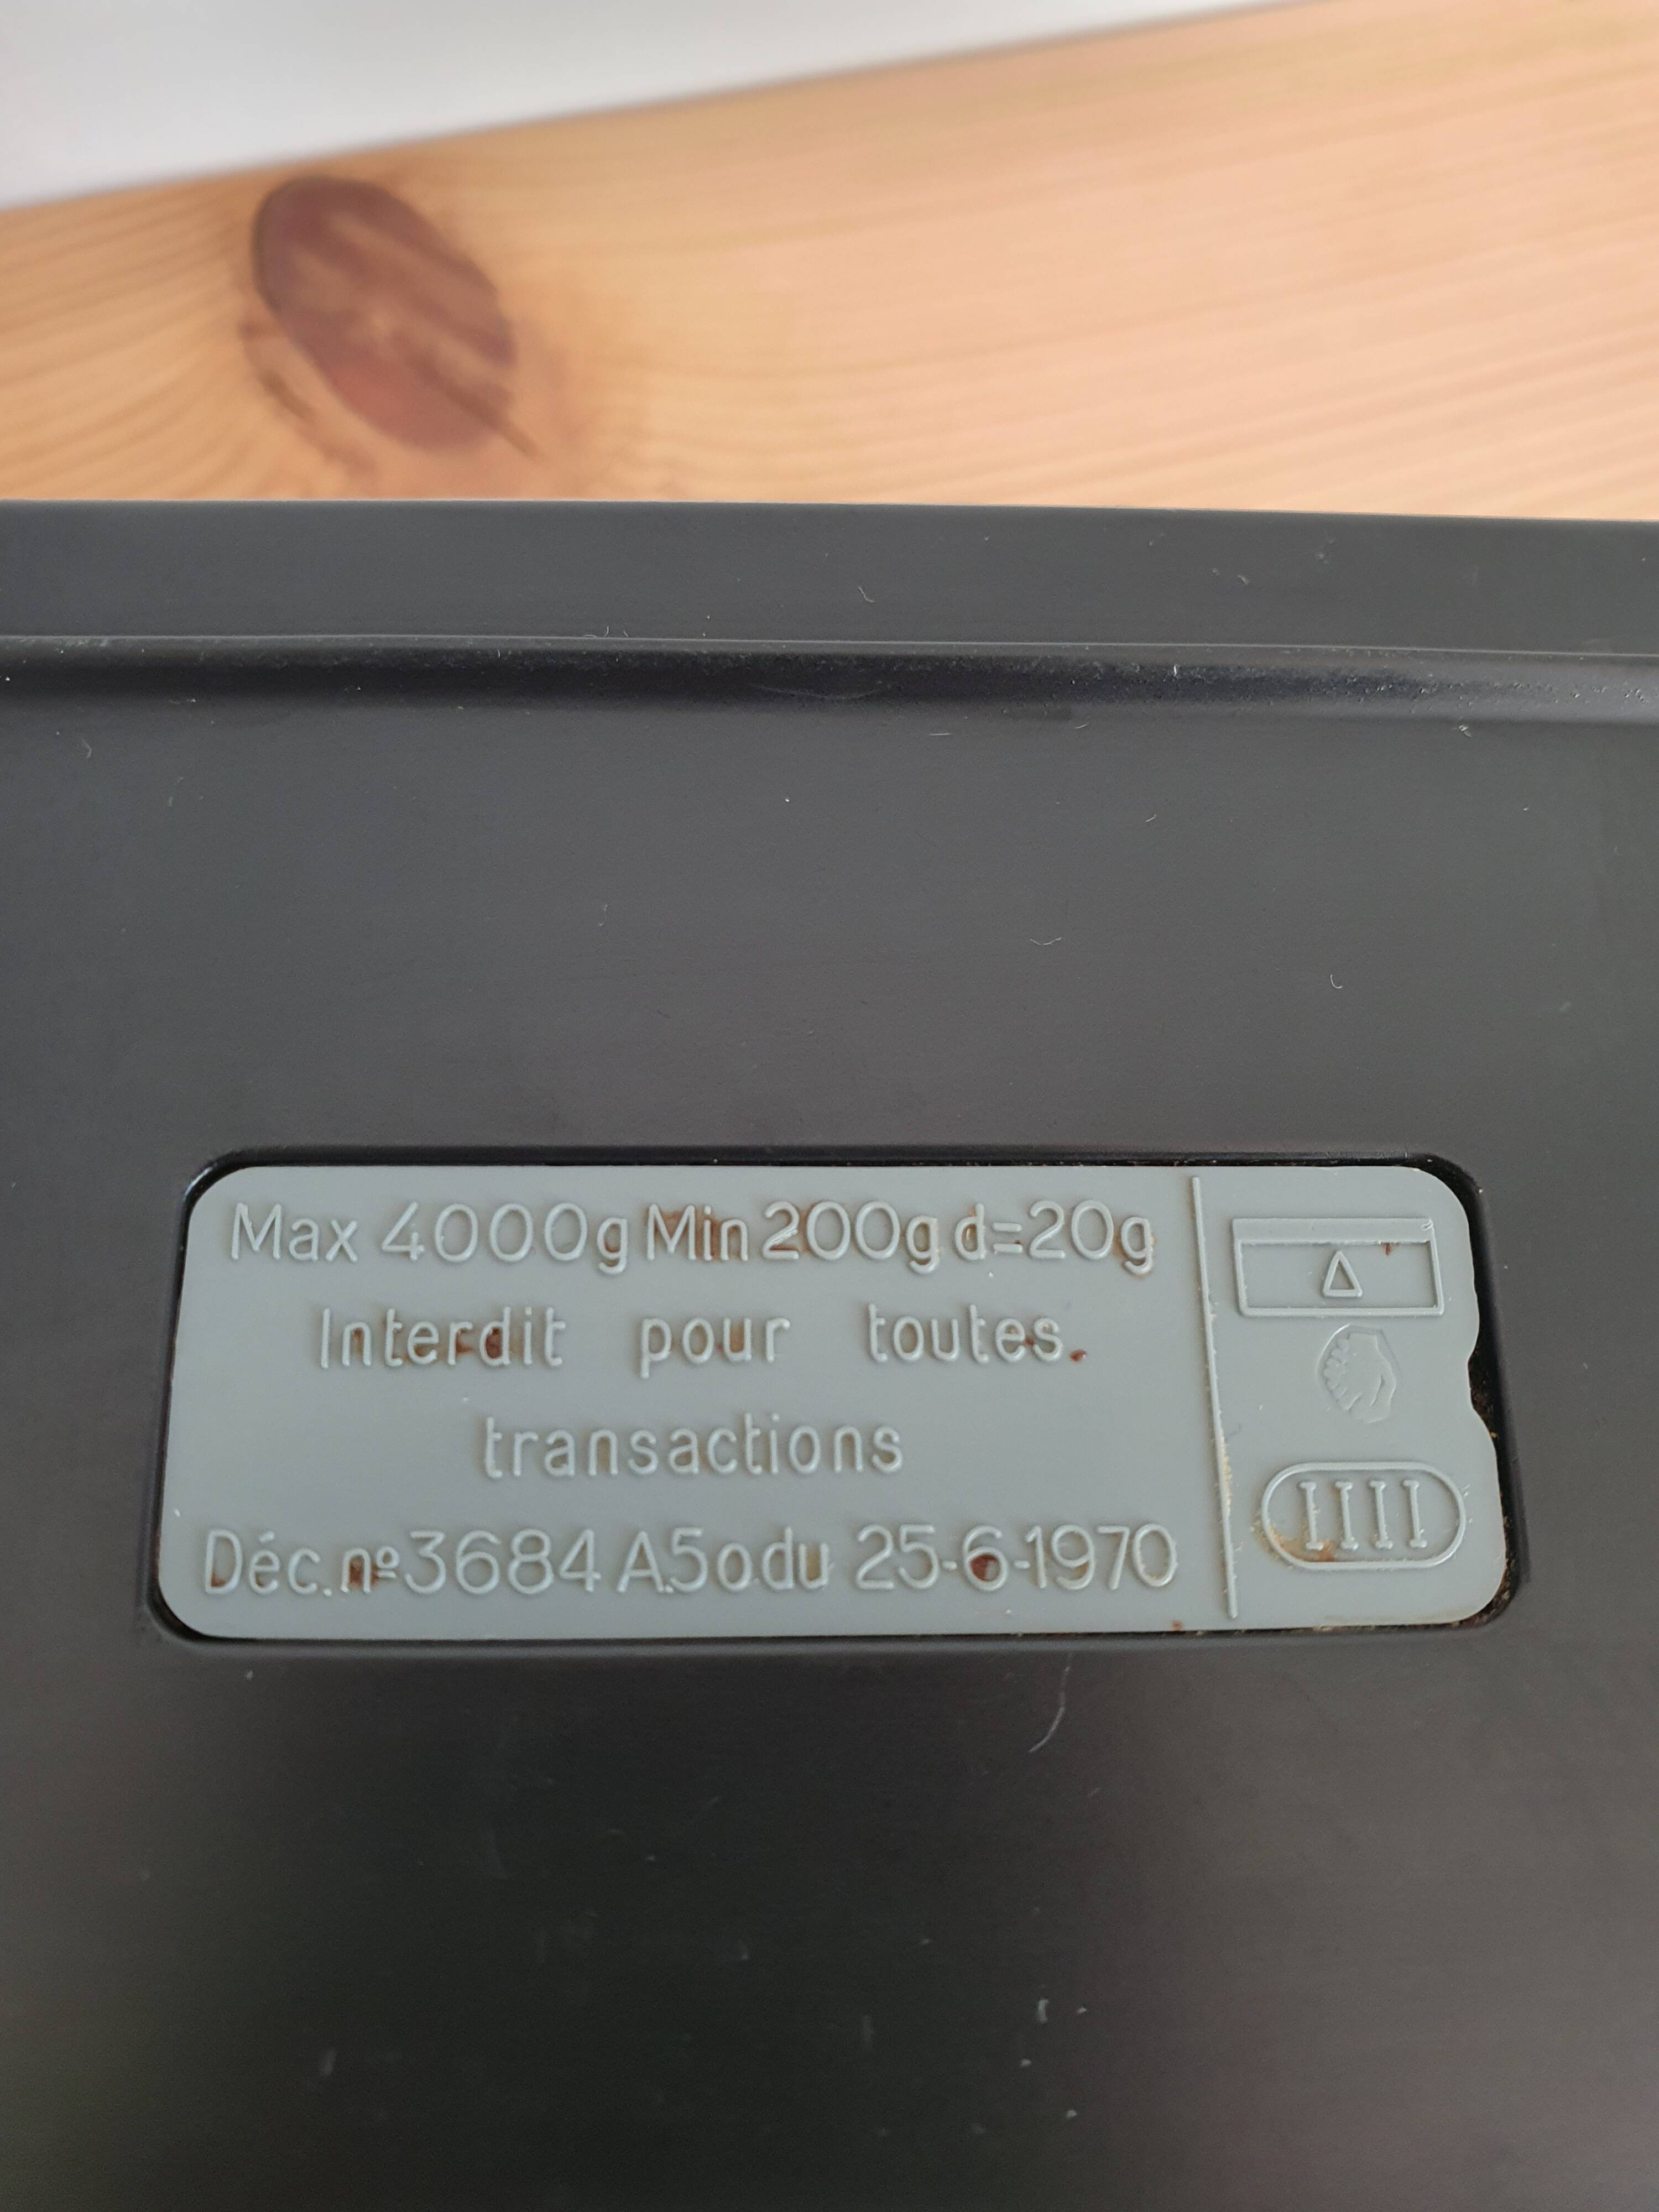 Max 4000g Min 200g d=20g
Interdit pour toutes.
transactions
Déc.nº3684 A.5o.du 25-6-1970
IIII